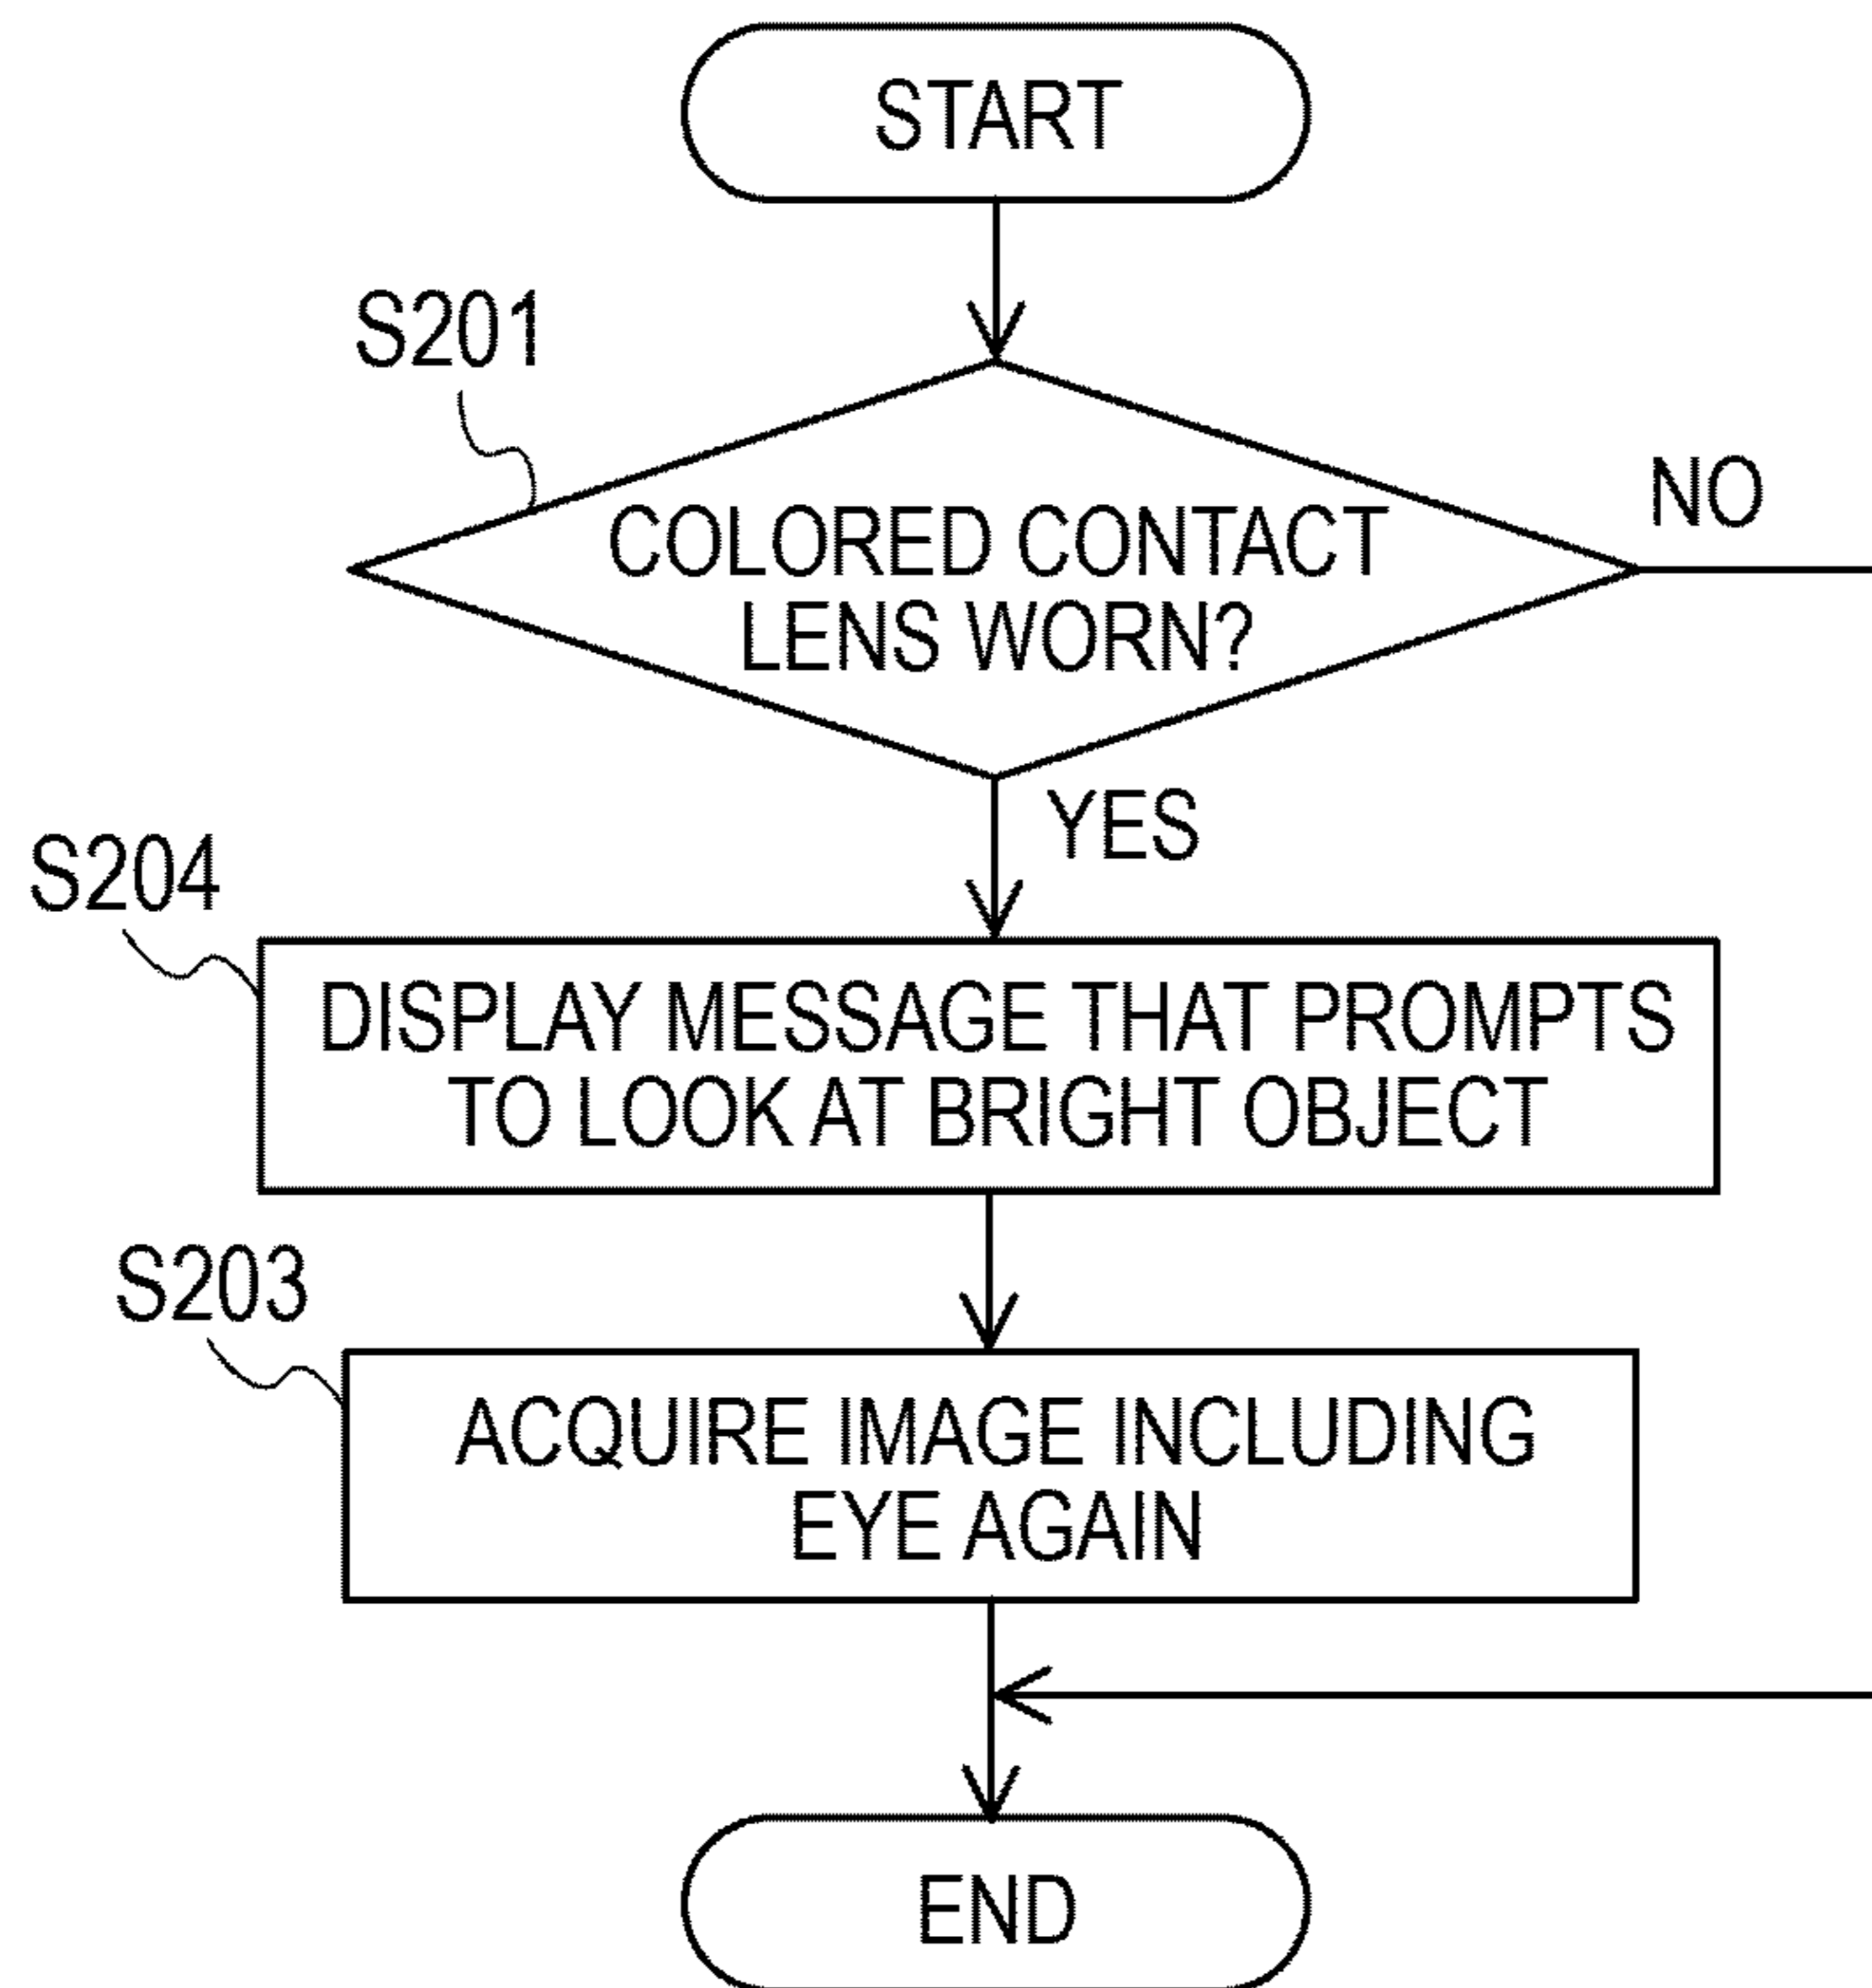 START
S201
COLORED CONTACT
LENS WORN?
NO
YES
S204
DISPLAY MESSAGE THAT PROMPTS
TO LOOK AT BRIGHT OBJECT
S203
ACQUIRE IMAGE INCLUDING
EYE AGAIN
END